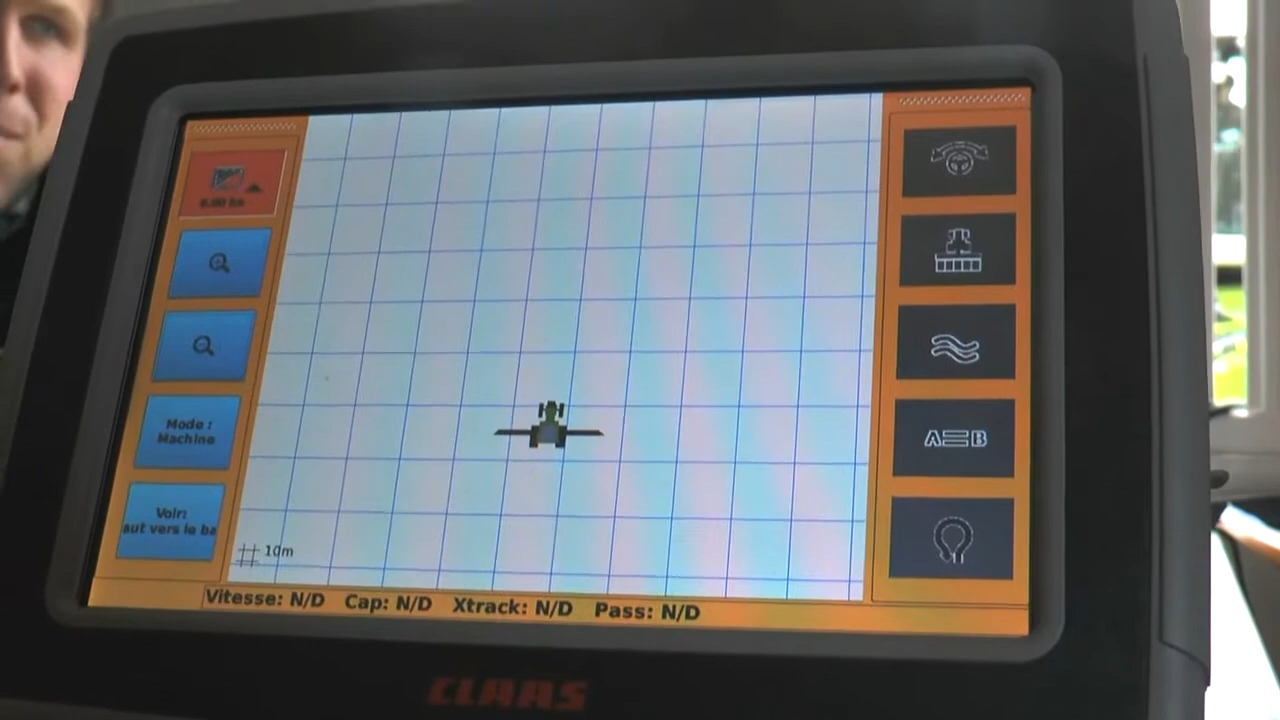 0.00 ha
Mode :
Machine
Voir:
aut vers le ba
10m
Vitesse: N/D Cap: N/D Xtrack: N/D Pass: N/D
A=B
CLAAS